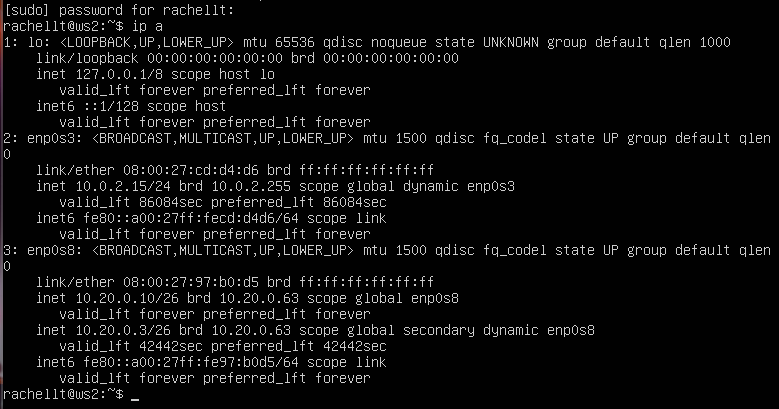 [sudo] password for rachellt:
rachellt@ws2:~$ ip a
1: lo: <LOOPBACK,UP,LOWER_UP> mtu 65536 qdisc noqueue state UNKNOWN group default qlen 1000
    link/loopback 00:00:00:00:00:00 brd 00:00:00:00:00:00
    inet 127.0.0.1/8 scope host lo
       valid_lft forever preferred_lft forever
    inet6 ::1/128 scope host
       valid_lft forever preferred_lft forever
2: enp0s3: <BROADCAST,MULTICAST,UP,LOWER_UP> mtu 1500 qdisc fq_codel state UP group default qlen
0
    link/ether 08:00:27:cd:d4:d6 brd ff:ff:ff:ff:ff:ff
    inet 10.0.2.15/24 brd 10.0.2.255 scope global dynamic enp0s3
       valid_lft 86084sec preferred_lft 86084sec
    inet6 fe80::a00:27ff:fecd:d4d6/64 scope link
       valid_lft forever preferred_lft forever
3: enp0s8: <BROADCAST,MULTICAST,UP,LOWER_UP> mtu 1500 qdisc fq_codel state UP group default qlen
0
    link/ether 08:00:27:97:b0:d5 brd ff:ff:ff:ff:ff:ff
    inet 10.20.0.10/26 brd 10.20.0.63 scope global enp0s8
       valid_lft forever preferred_lft forever
    inet 10.20.0.3/26 brd 10.20.0.63 scope global secondary dynamic enp0s8
       valid_lft 42442sec preferred_lft 42442sec
    inet6 fe80::a00:27ff:fe97:b0d5/64 scope link
       valid_lft forever preferred_lft forever
rachellt@ws2:~$ _